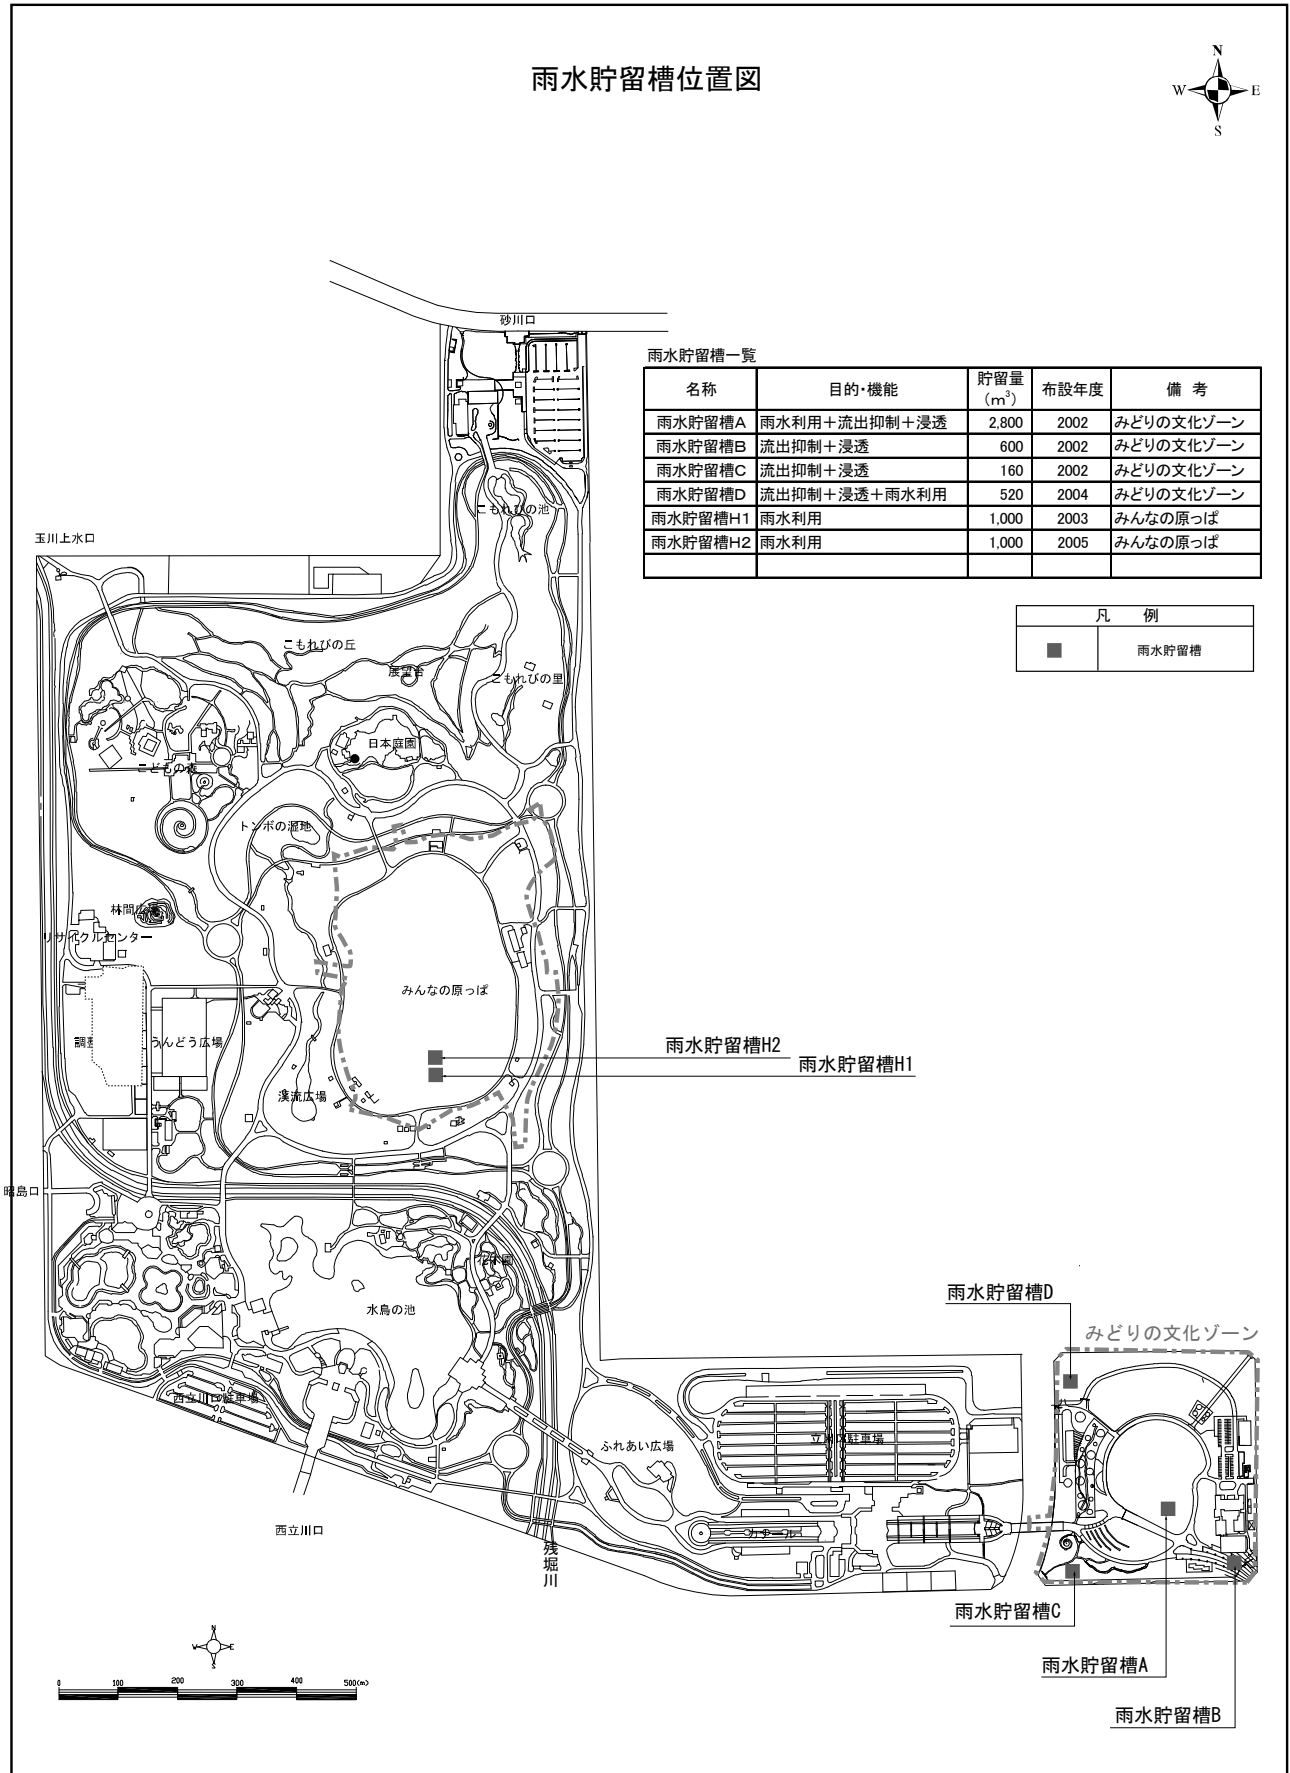 雨水貯留槽位置図
N
W E
S
砂川口
雨水貯留槽一覧
名称 目的・機能 貯留量(m³) 布設年度 備 考
雨水貯留槽A 雨水利用＋流出抑制＋浸透 2,800 2002 みどりの文化ゾーン
雨水貯留槽B 流出抑制＋浸透 600 2002 みどりの文化ゾーン
雨水貯留槽C 流出抑制＋浸透 160 2002 みどりの文化ゾーン
雨水貯留槽D 流出抑制＋浸透＋雨水利用 520 2004 みどりの文化ゾーン
雨水貯留槽H1 雨水利用 1,000 2003 みんなの原っぱ
雨水貯留槽H2 雨水利用 1,000 2005 みんなの原っぱ
凡 例
雨水貯留槽
こもれびの池
玉川上水口
こもれびの丘
展望台
こもれびの里
日本庭園
こどもの森
トンボの湿地
林間広場
リサイクルセンター
みんなの原っぱ
調整
うんどう広場
雨水貯留槽H2
雨水貯留槽H1
渓流広場
昭島口
花木園
水鳥の池
雨水貯留槽D
みどりの文化ゾーン
西立川口駐車場
ふれあい広場
立川口駐車場
カナール
西立川口
残堀川
雨水貯留槽C
雨水貯留槽A
雨水貯留槽B
N
W E
S
0 100 200 300 400 500(m)